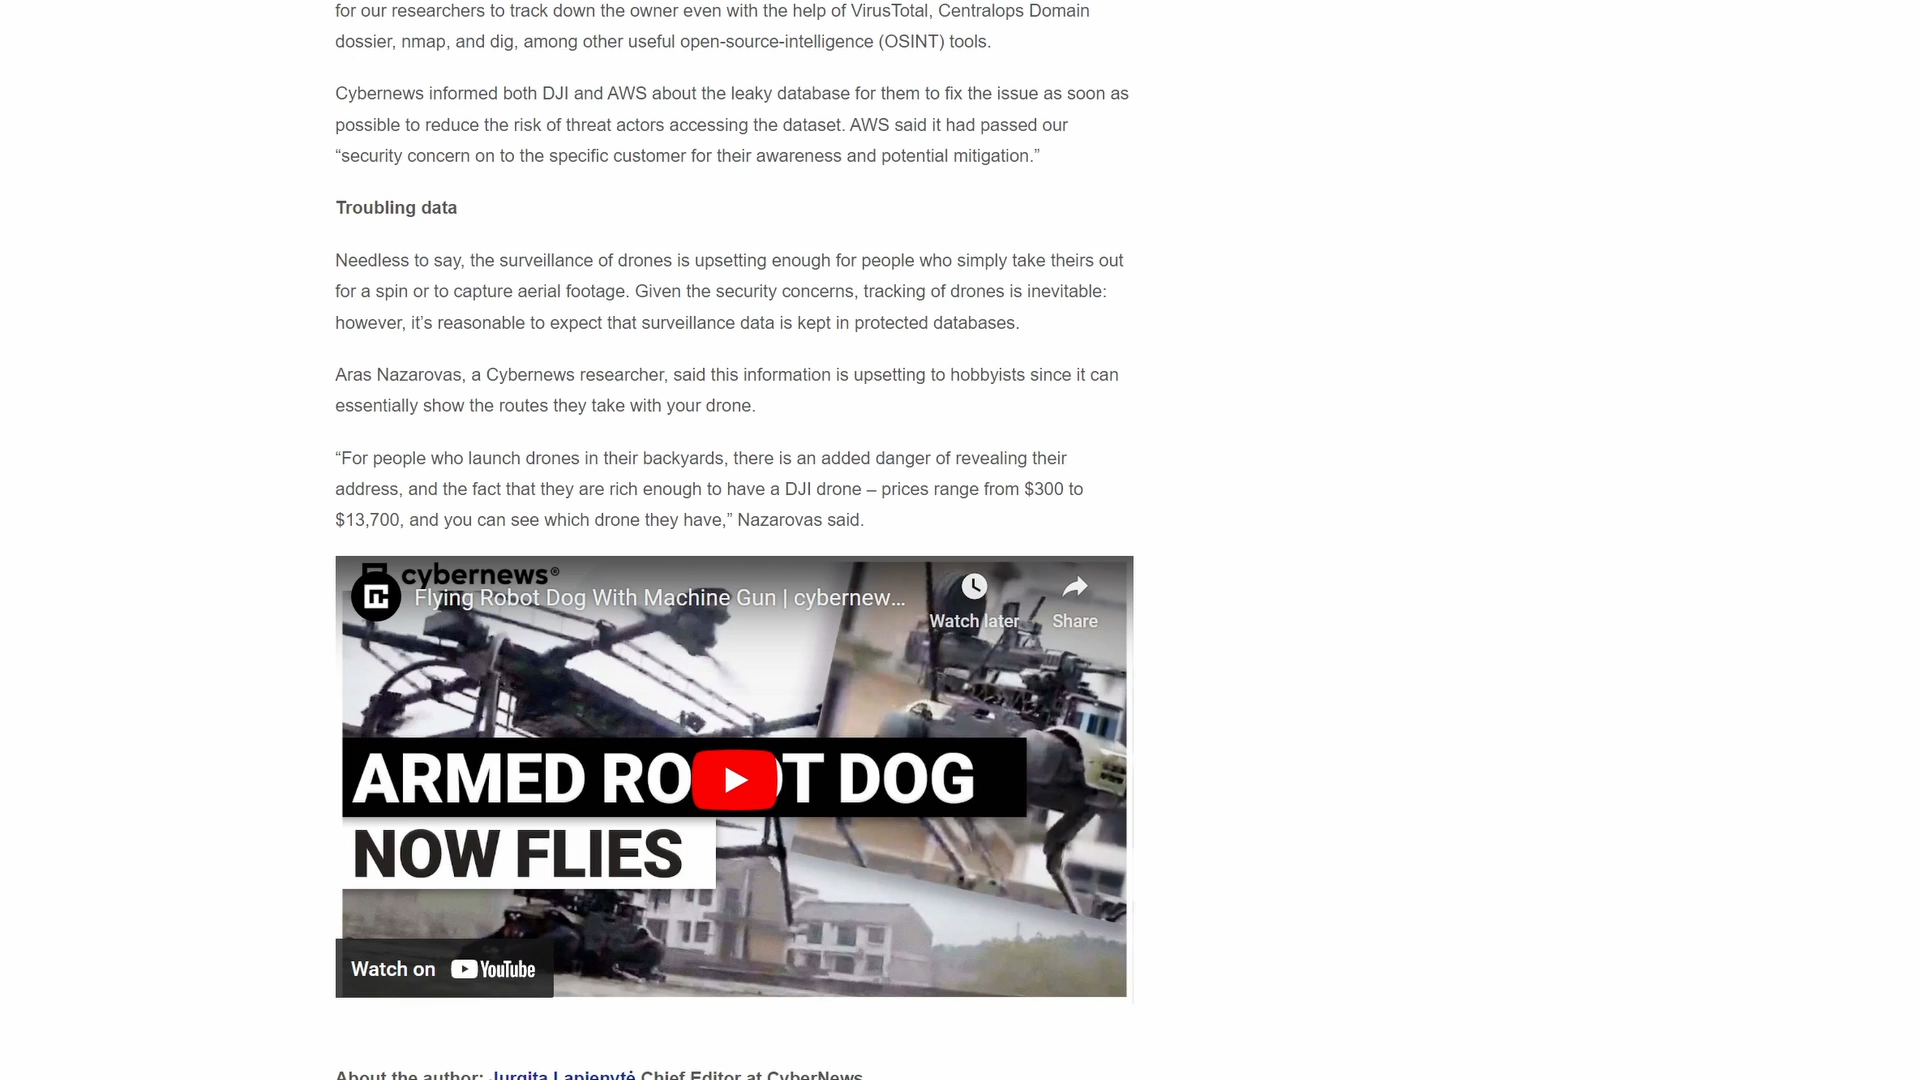 for our researchers to track down the owner even with the help of VirusTotal, Centralops Domain
dossier, nmap, and dig, among other useful open-source-intelligence (OSINT) tools.
Cybernews informed both DJI and AWS about the leaky database for them to fix the issue as soon as
possible to reduce the risk of threat actors accessing the dataset. AWS said it had passed our
“security concern on to the specific customer for their awareness and potential mitigation.”
Troubling data
Needless to say, the surveillance of drones is upsetting enough for people who simply take theirs out
for a spin or to capture aerial footage. Given the security concerns, tracking of drones is inevitable:
however, it’s reasonable to expect that surveillance data is kept in protected databases.
Aras Nazarovas, a Cybernews researcher, said this information is upsetting to hobbyists since it can
essentially show the routes they take with your drone.
“For people who launch drones in their backyards, there is an added danger of revealing their
address, and the fact that they are rich enough to have a DJI drone – prices range from $300 to
$13,700, and you can see which drone they have,” Nazarovas said.
cybernews®
Flying Robot Dog With Machine Gun | cybernew...
Watch later
Share
ARMED RO T DOG
NOW FLIES
Watch on YouTube
About the author: Jurgita Lapienytė Chief Editor at CyberNews